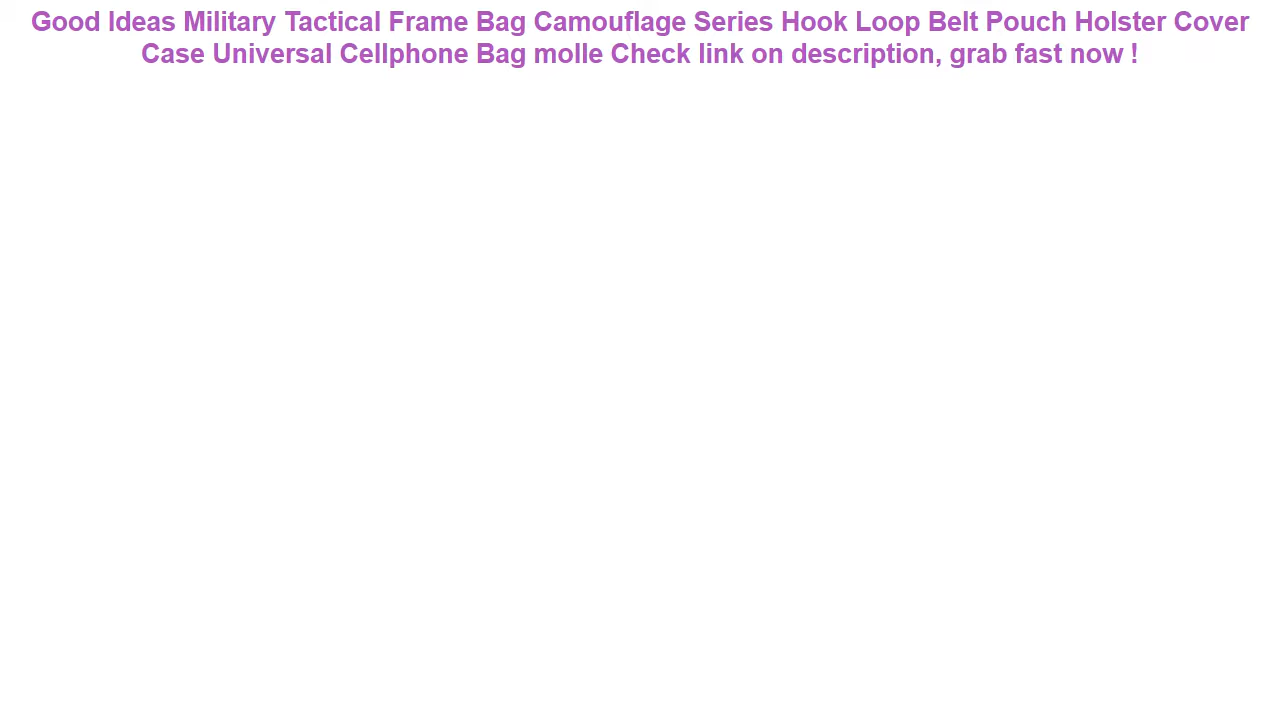 Good Ideas Military Tactical Frame Bag Camouflage Series Hook Loop Belt Pouch Holster Cover
Case Universal Cellphone Bag molle Check link on description, grab fast now !